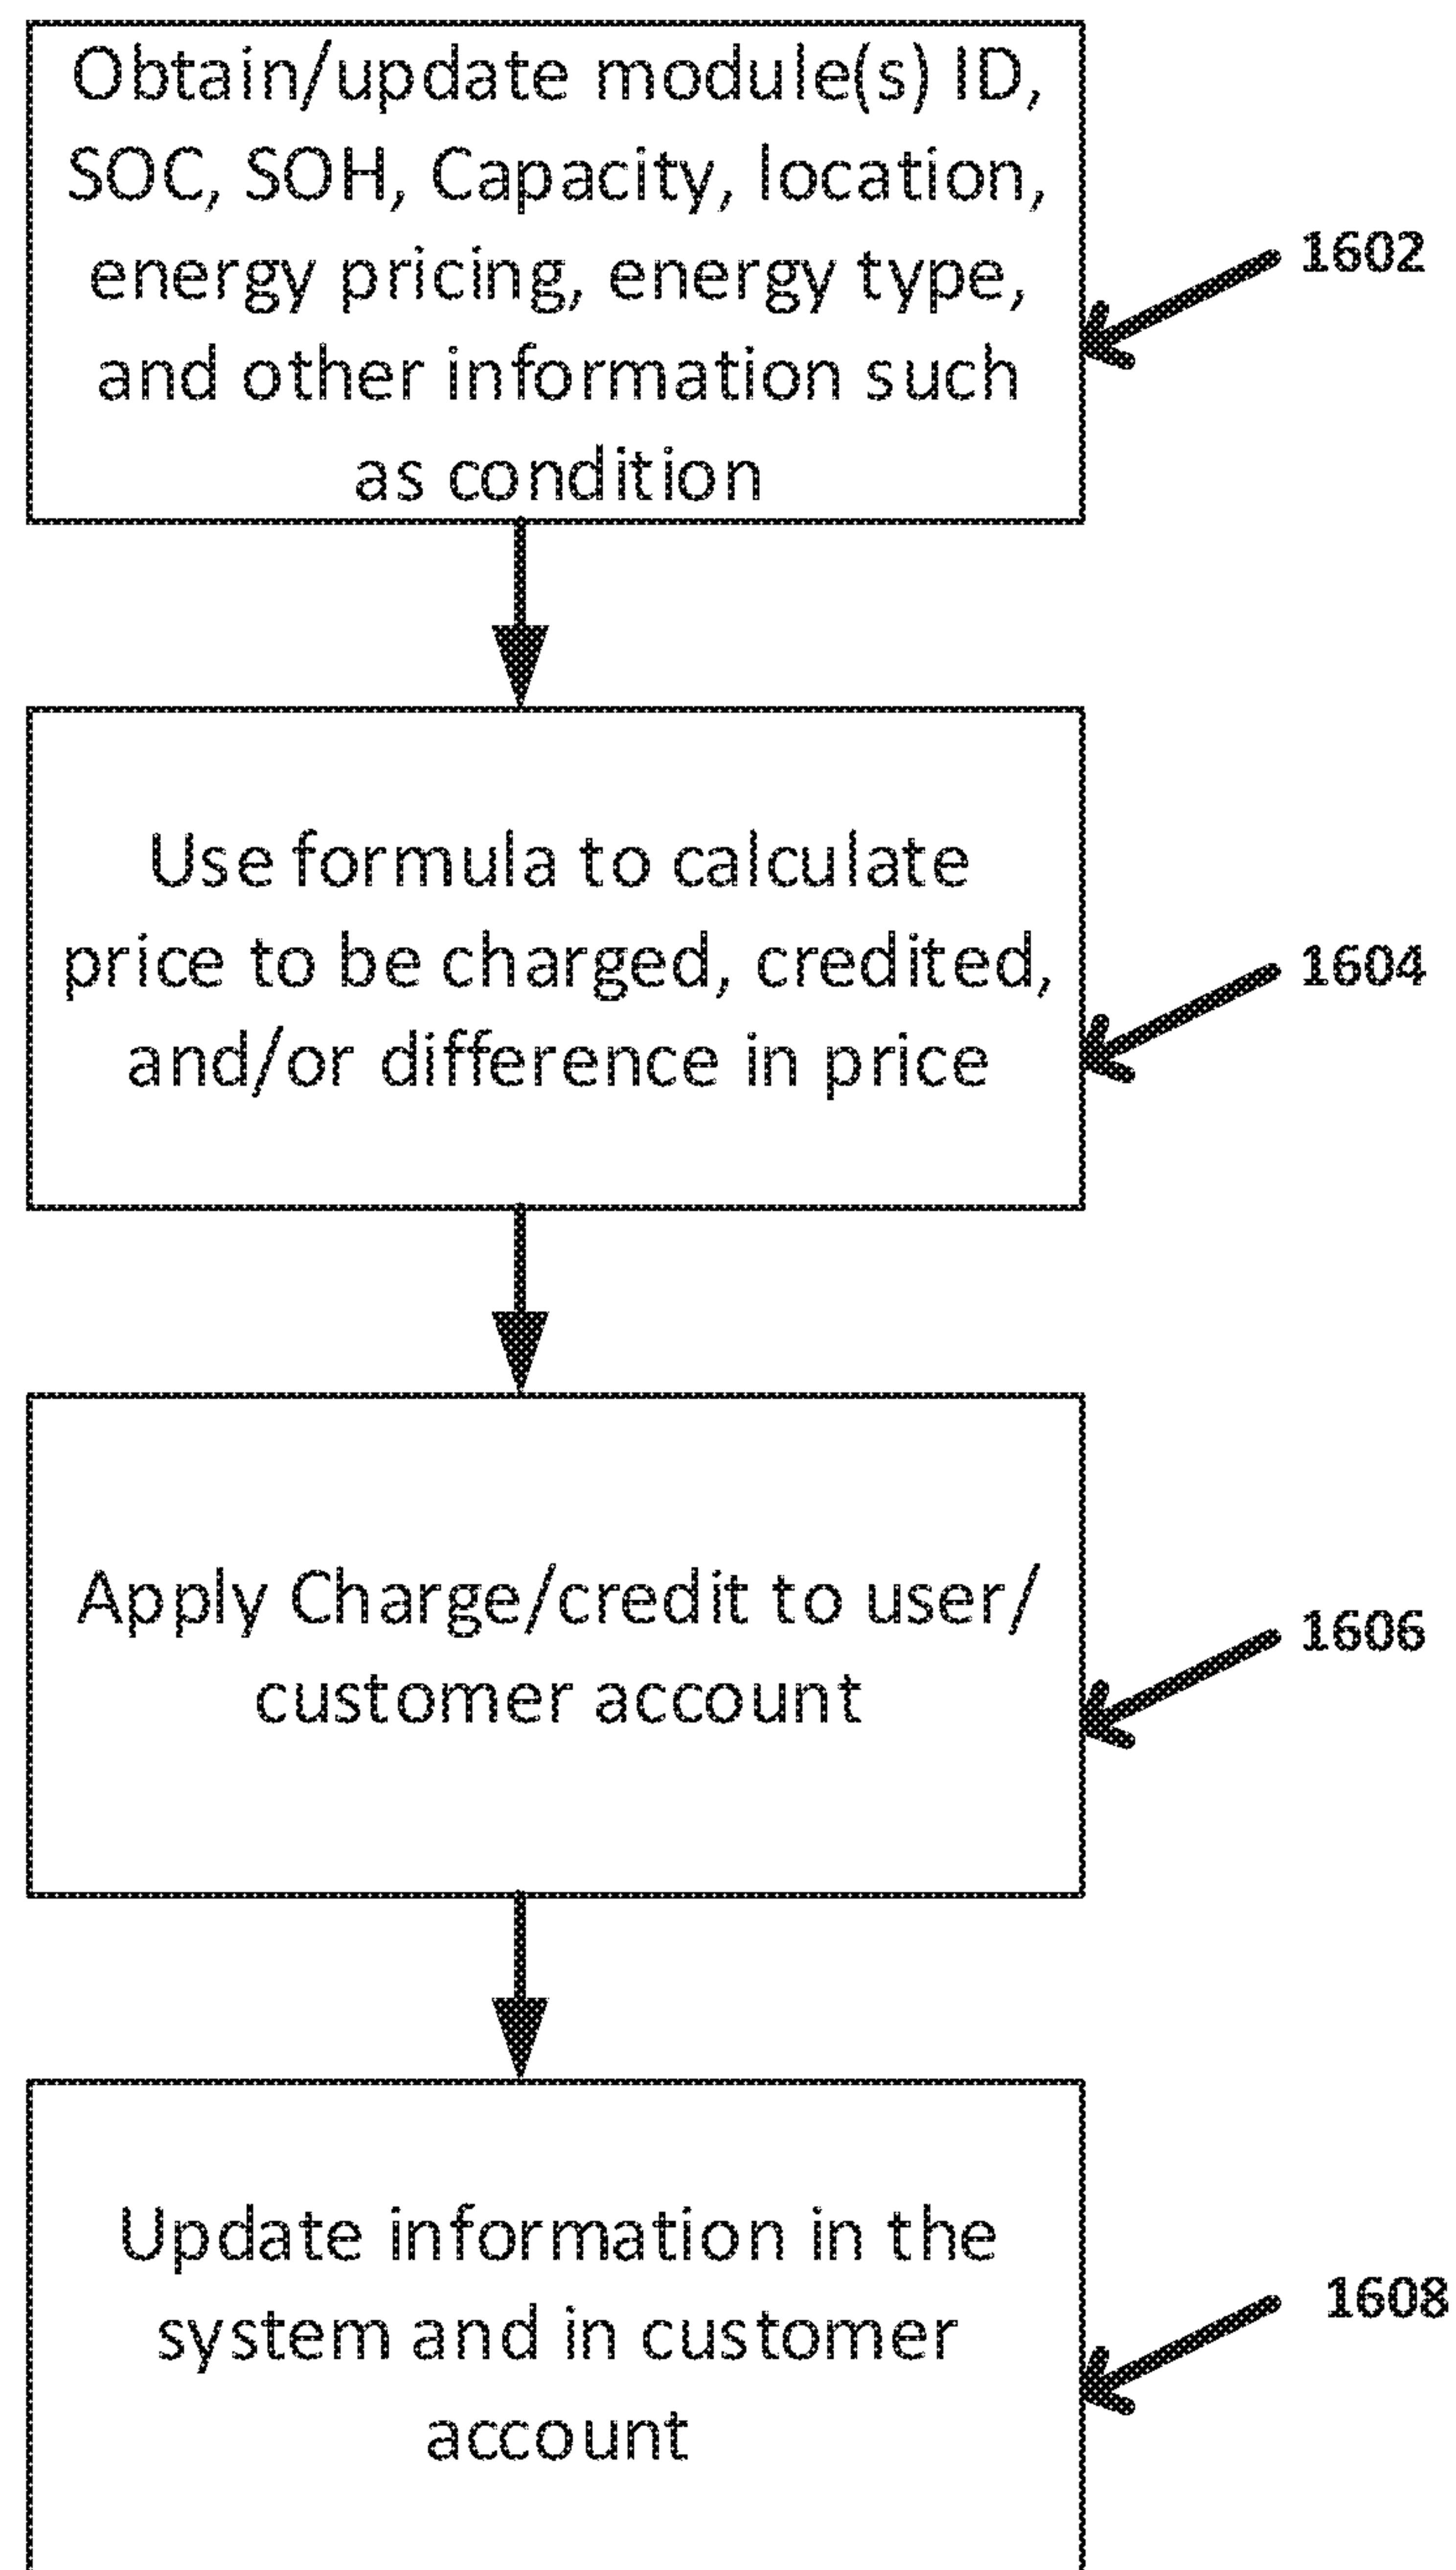 Obtain/update module(s) ID,
SOC, SOH, Capacity, location,
energy pricing, energy type,
and other information such
as condition
1602
Use formula to calculate
price to be charged, credited,
and/or difference in price
1604
Apply Charge/credit to user/
customer account
1606
Update information in the
system and in customer
account
1608